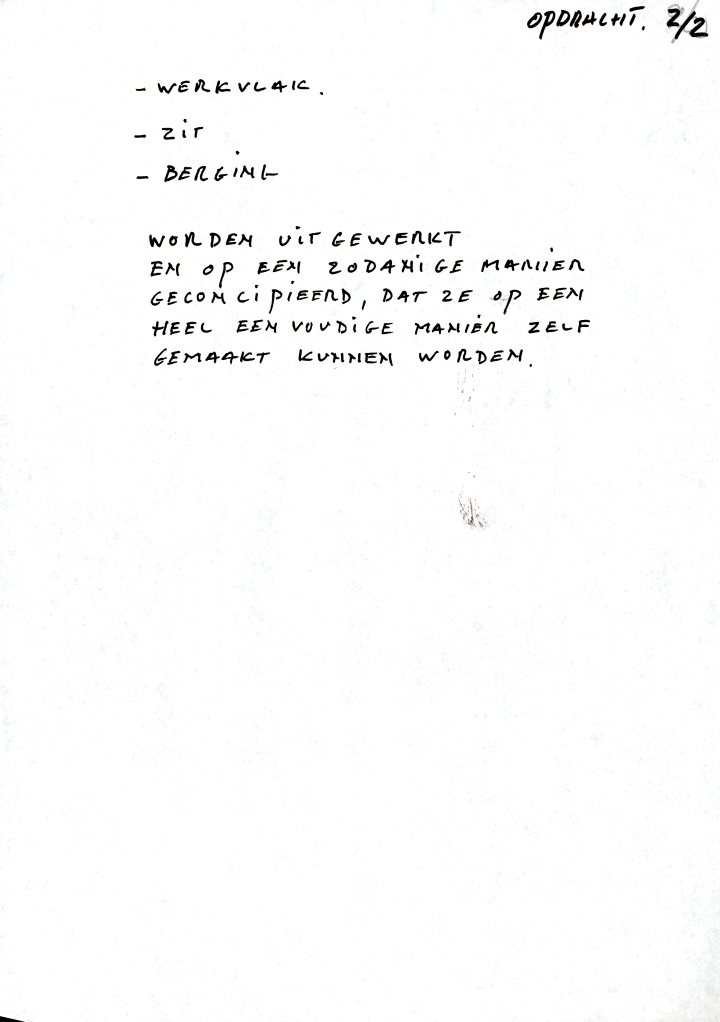 OPDRACHT. 2/2
- WERKVLAK.
- ZiT
- BERGiNG
WORDEN UiTGEWERKT
EN OP EEN ZODANiGE MANIER
GECONCiPiEERD, DAT ZE OP EEN
HEEL EENVOUDiGE MANiER ZELF
GEMAAKT KUNNEN WORDEN.